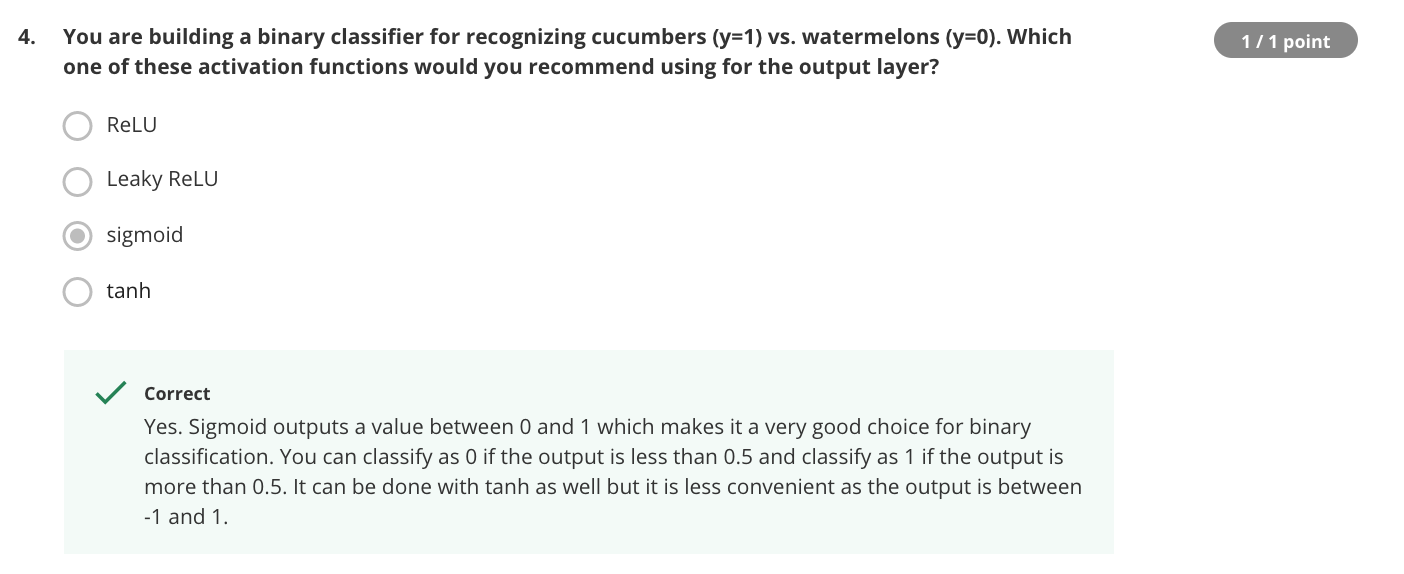 4. You are building a binary classifier for recognizing cucumbers (y=1) vs. watermelons (y=0). Which
one of these activation functions would you recommend using for the output layer?
1 / 1 point
ReLU
Leaky ReLU
sigmoid
tanh
Correct
Yes. Sigmoid outputs a value between 0 and 1 which makes it a very good choice for binary
classification. You can classify as 0 if the output is less than 0.5 and classify as 1 if the output is
more than 0.5. It can be done with tanh as well but it is less convenient as the output is between
-1 and 1.